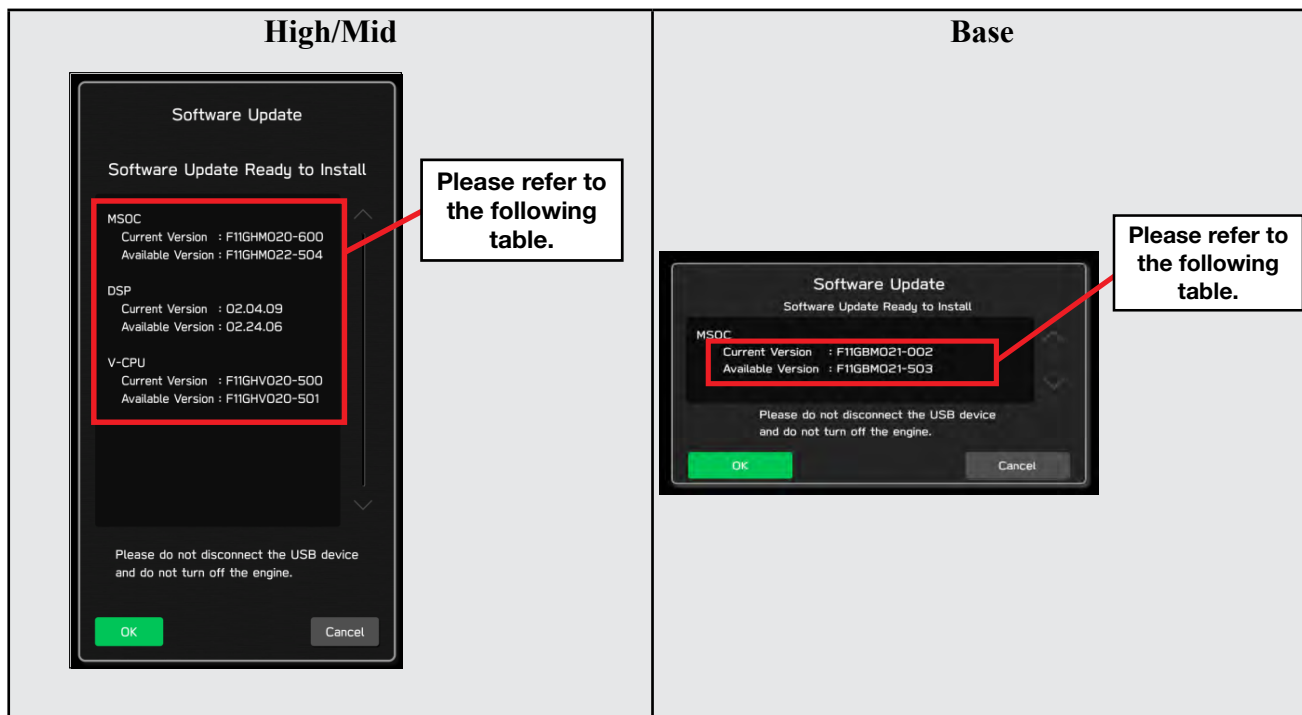 High/Mid
Software Update
Software Update Ready to Install
MSOC
Current Version : F11GHM020-600
Available Version : F11GHM022-504
DSP
Current Version : 02.04.09
Available Version : 02.24.06
V-CPU
Current Version : F11GHV020-500
Available Version : F11GHV020-501
Please do not disconnect the USB device
and do not turn off the engine.
OK
Cancel
Please refer to
the following
table.
Base
Software Update
Software Update Ready to Install
MSOC
Current Version : F11GBM021-002
Available Version : F11GBM021-503
Please do not disconnect the USB device
and do not turn off the engine.
OK
Cancel
Please refer to
the following
table.